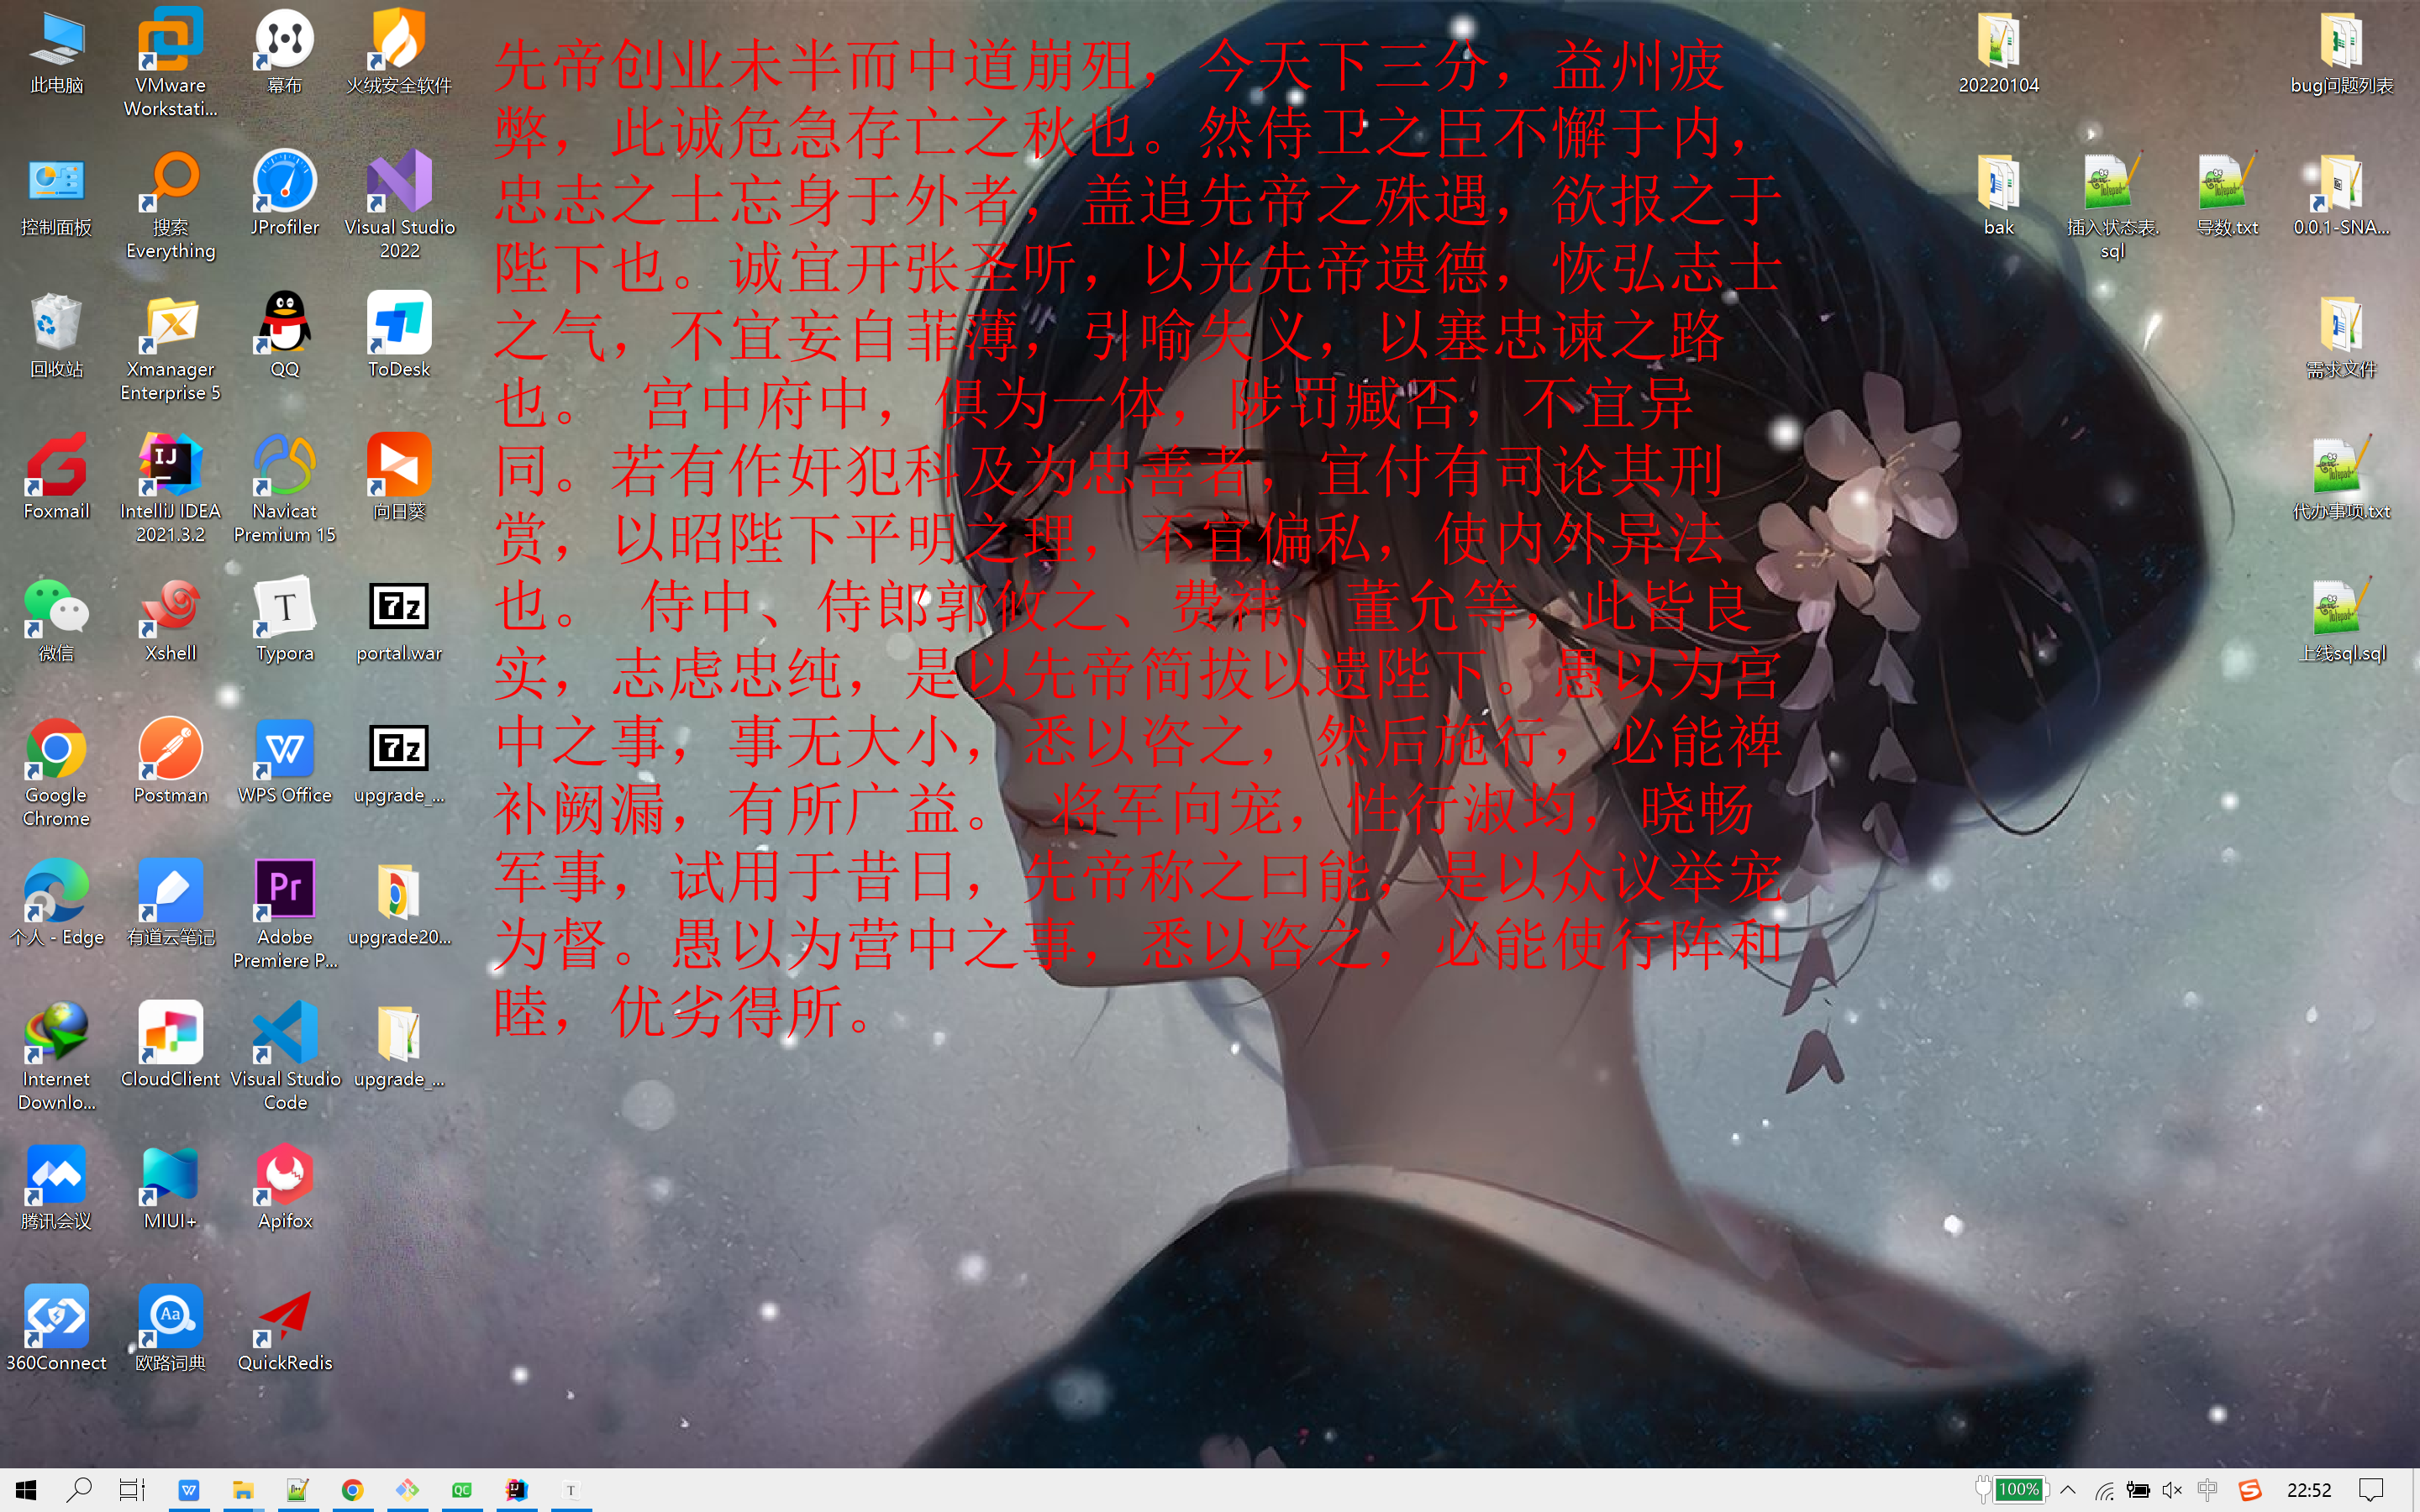 先帝创业未半而中道崩殂，今天下三分，益州疲
弊，此诚危急存亡之秋也。然侍卫之臣不懈于内，
忠志之士忘身于外者，盖追先帝之殊遇，欲报之于
陛下也。诚宜开张圣听，以光先帝遗德，恢弘志士
之气，不宜妄自菲薄，引喻失义，以塞忠谏之路
也。 宫中府中，俱为一体，陟罚臧否，不宜异
同。若有作奸犯科及为忠善者，宜付有司论其刑
赏，以昭陛下平明之理，不宜偏私，使内外异法
也。 侍中、侍郎郭攸之、费祎、董允等，此皆良
实，志虑忠纯，是以先帝简拔以遗陛下。愚以为宫
中之事，事无大小，悉以咨之，然后施行，必能裨
补阙漏，有所广益。 将军向宠，性行淑均，晓畅
军事，试用于昔日，先帝称之曰能，是以众议举宠
为督。愚以为营中之事，悉以咨之，必能使行阵和
睦，优劣得所。
此电脑
VMware
Workstati...
幕布
火绒安全软件
控制面板
搜索
Everything
JProfiler
Visual Studio
2022
回收站
Xmanager
Enterprise 5
QQ
ToDesk
Foxmail
IntelliJ IDEA
2021.3.2
Navicat
Premium 15
向日葵
微信
Xshell
Typora
portal.war
Google
Chrome
Postman
WPS Office
upgrade_...
个人 - Edge
有道云笔记
Adobe
Premiere P...
upgrade20...
Internet
Downlo...
CloudClient
Visual Studio
Code
upgrade_...
腾讯会议
MIUI+
Apifox
360Connect
欧路词典
QuickRedis
20220104
bug问题列表
bak
插入状态表.
sql
导数.txt
0.0.1-SNA...
需求文件
代办事项.txt
上线sql.sql
100%
中
22:52